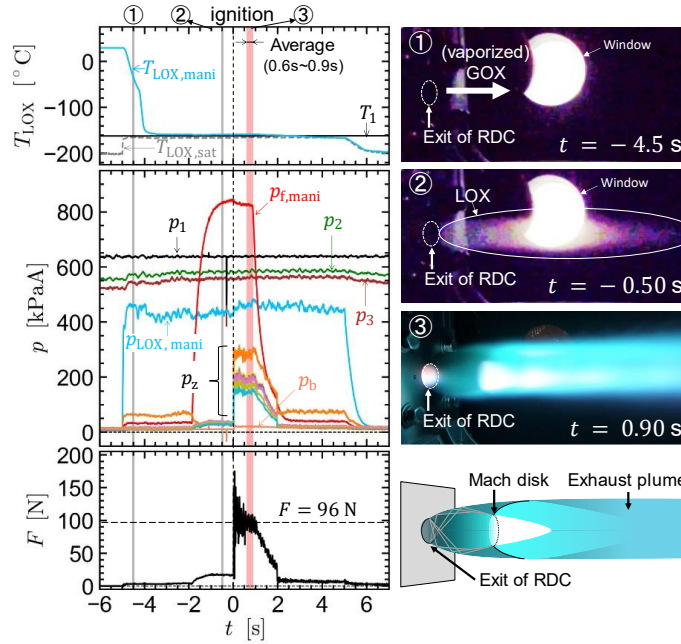 ① ② ignition ③
Average
(0.6s~0.9s)
T_LOX [°C]
0
−100
−200
T_LOX,mani
T_1
T_LOX,sat
p [kPaA]
800
600
400
200
0
p_f,mani
p_1
p_2
p_3
p_LOX, mani
p_z
p_b
F [N]
200
150
100
50
0
F = 96 N
−6 −4 −2 0 2 4 6
t [s]
①
(vaporized)
GOX
Window
Exit of RDC
t = − 4.5 s
②
LOX
Window
Exit of RDC
t = − 0.50 s
③
Exit of RDC
t = 0.90 s
Mach disk
Exhaust plume
Exit of RDC